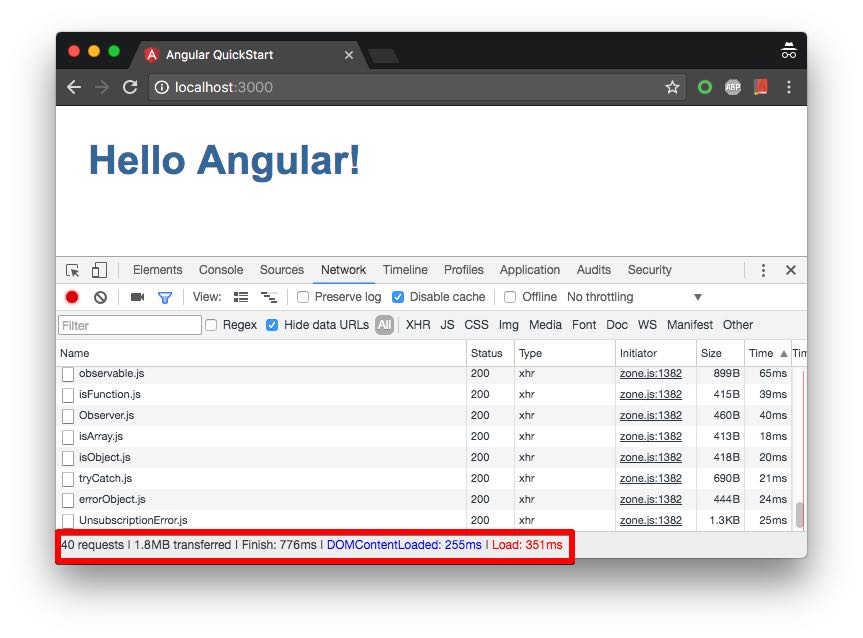 Angular QuickStart
localhost:3000
ABP
Hello Angular!
Elements Console Sources Network Timeline Profiles Application Audits Security
View: Preserve log Disable cache Offline No throttling
Filter Regex Hide data URLs All XHR JS CSS Img Media Font Doc WS Manifest Other
Name Status Type Initiator Size Time Tim
observable.js 200 xhr zone.js:1382 899B 65ms
isFunction.js 200 xhr zone.js:1382 415B 39ms
Observer.js 200 xhr zone.js:1382 460B 40ms
isArray.js 200 xhr zone.js:1382 413B 18ms
isObject.js 200 xhr zone.js:1382 418B 20ms
tryCatch.js 200 xhr zone.js:1382 690B 21ms
errorObject.js 200 xhr zone.js:1382 444B 24ms
UnsubscriptionError.js 200 xhr zone.js:1382 1.3KB 25ms
40 requests | 1.8MB transferred | Finish: 776ms | DOMContentLoaded: 255ms | Load: 351ms